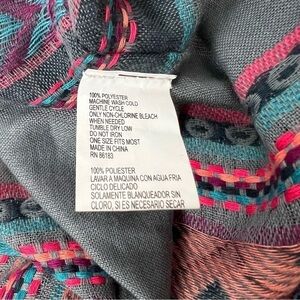 100% POLYESTER
MACHINE WASH COLD
GENTLE CYCLE
ONLY NON-CHLORINE BLEACH
WHEN NEEDED
TUMBLE DRY LOW
DO NOT IRON
ONE SIZE FITS MOST
MADE IN CHINA
RN 86183
100% POLIESTER
LAVAR A MAQUINA CON AGUA FRIA
CICLO DELICADO
SOLAMENTE BLANQUEADOR SIN
CLORO, SI ES NECESARIO SECAR